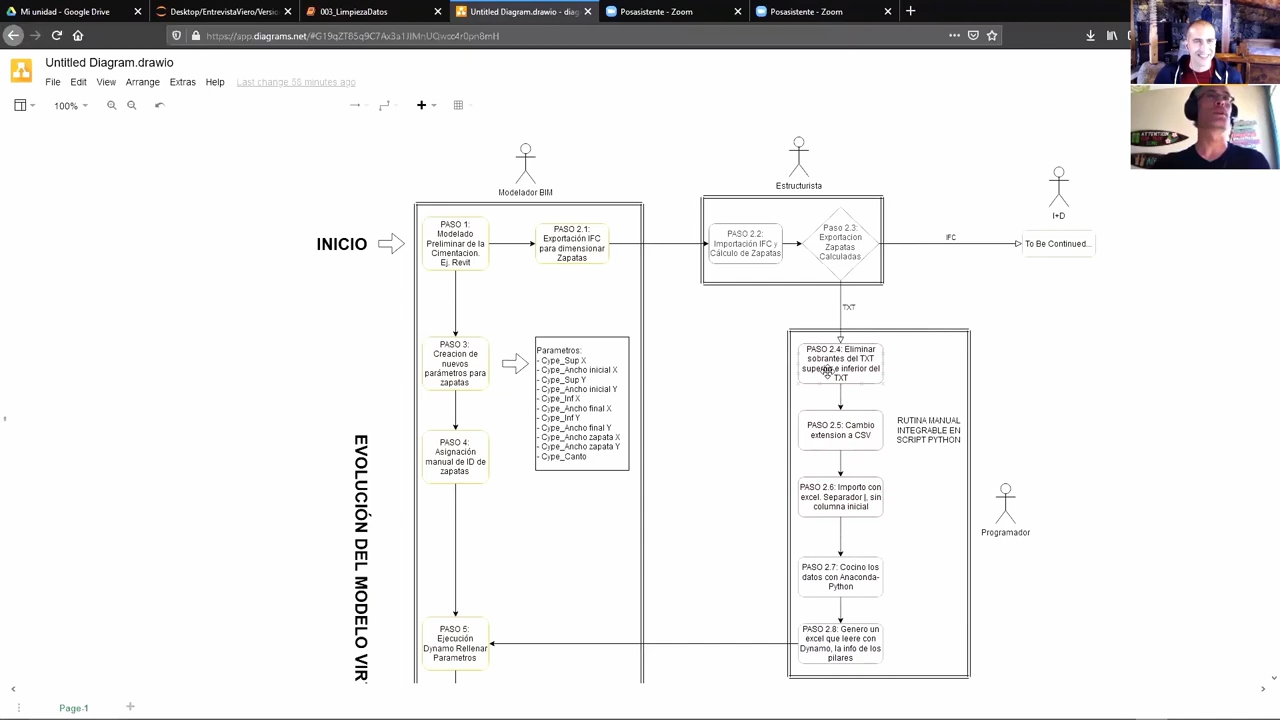 Mi unidad - Google Drive
Desktop/EntrevistaViero/Versio
003_LimpiezaDatos
Untitled Diagram.drawio - diag
Posasistente - Zoom
Posasistente - Zoom
Untitled Diagram.drawio
File Edit View Arrange Extras Help Last change 56 minutes ago
100%
Modelador BIM
Estructurista
I+D
INICIO
PASO 1:
Modelado
Preliminar de la
Cimentacion.
Ej. Revit
PASO 2.1:
Exportación IFC
para dimensionar
Zapatas
PASO 2.2:
Importación IFC y
Cálculo de Zapatas
Paso 2.3:
Exportacion
Zapatas
Calculadas
IFC
To Be Continued...
TXT
PASO 3:
Creacion de
nuevos
parámetros para
zapatas
Parametros:
- Cype_Sup X
- Cype_Ancho inicial X
- Cype_Sup Y
- Cype_Ancho inicial Y
- Cype_Inf X
- Cype_Ancho final X
- Cype_Inf Y
- Cype_Ancho final Y
- Cype_Ancho zapata X
- Cype_Ancho zapata Y
- Cype_Canto
PASO 2.4: Eliminar
sobrantes del TXT
superior e inferior del
TXT
PASO 2.5: Cambio
extension a CSV
RUTINA MANUAL
INTEGRABLE EN
SCRIPT PYTHON
PASO 4:
Asignación
manual de ID de
zapatas
PASO 2.6: Importo con
excel. Separador |, sin
columna inicial
Programador
PASO 2.7: Cocino los
datos con Anaconda-
Python
PASO 5:
Ejecución
Dynamo Rellenar
Parametros
PASO 2.8: Genero un
excel que leere con
Dynamo, la info de los
pilares
EVOLUCIÓN DEL MODELO VIR
Page-1